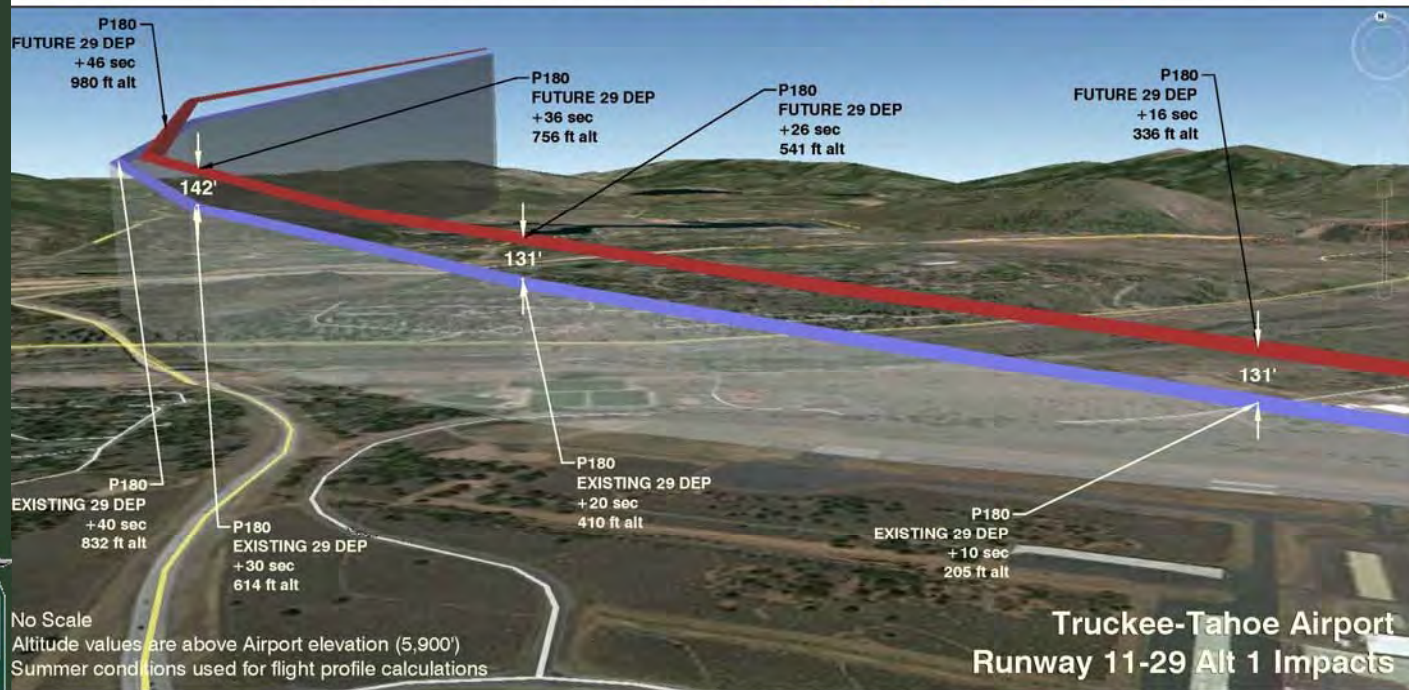 P180
FUTURE 29 DEP
+46 sec
980 ft alt
P180
FUTURE 29 DEP
+36 sec
756 ft alt
P180
FUTURE 29 DEP
+26 sec
541 ft alt
P180
FUTURE 29 DEP
+16 sec
336 ft alt
N
142'
131'
131'
P180
EXISTING 29 DEP
+40 sec
832 ft alt
P180
EXISTING 29 DEP
+30 sec
614 ft alt
P180
EXISTING 29 DEP
+20 sec
410 ft alt
P180
EXISTING 29 DEP
+10 sec
205 ft alt
No Scale
Altitude values are above Airport elevation (5,900')
Summer conditions used for flight profile calculations
Truckee-Tahoe Airport
Runway 11-29 Alt 1 Impacts